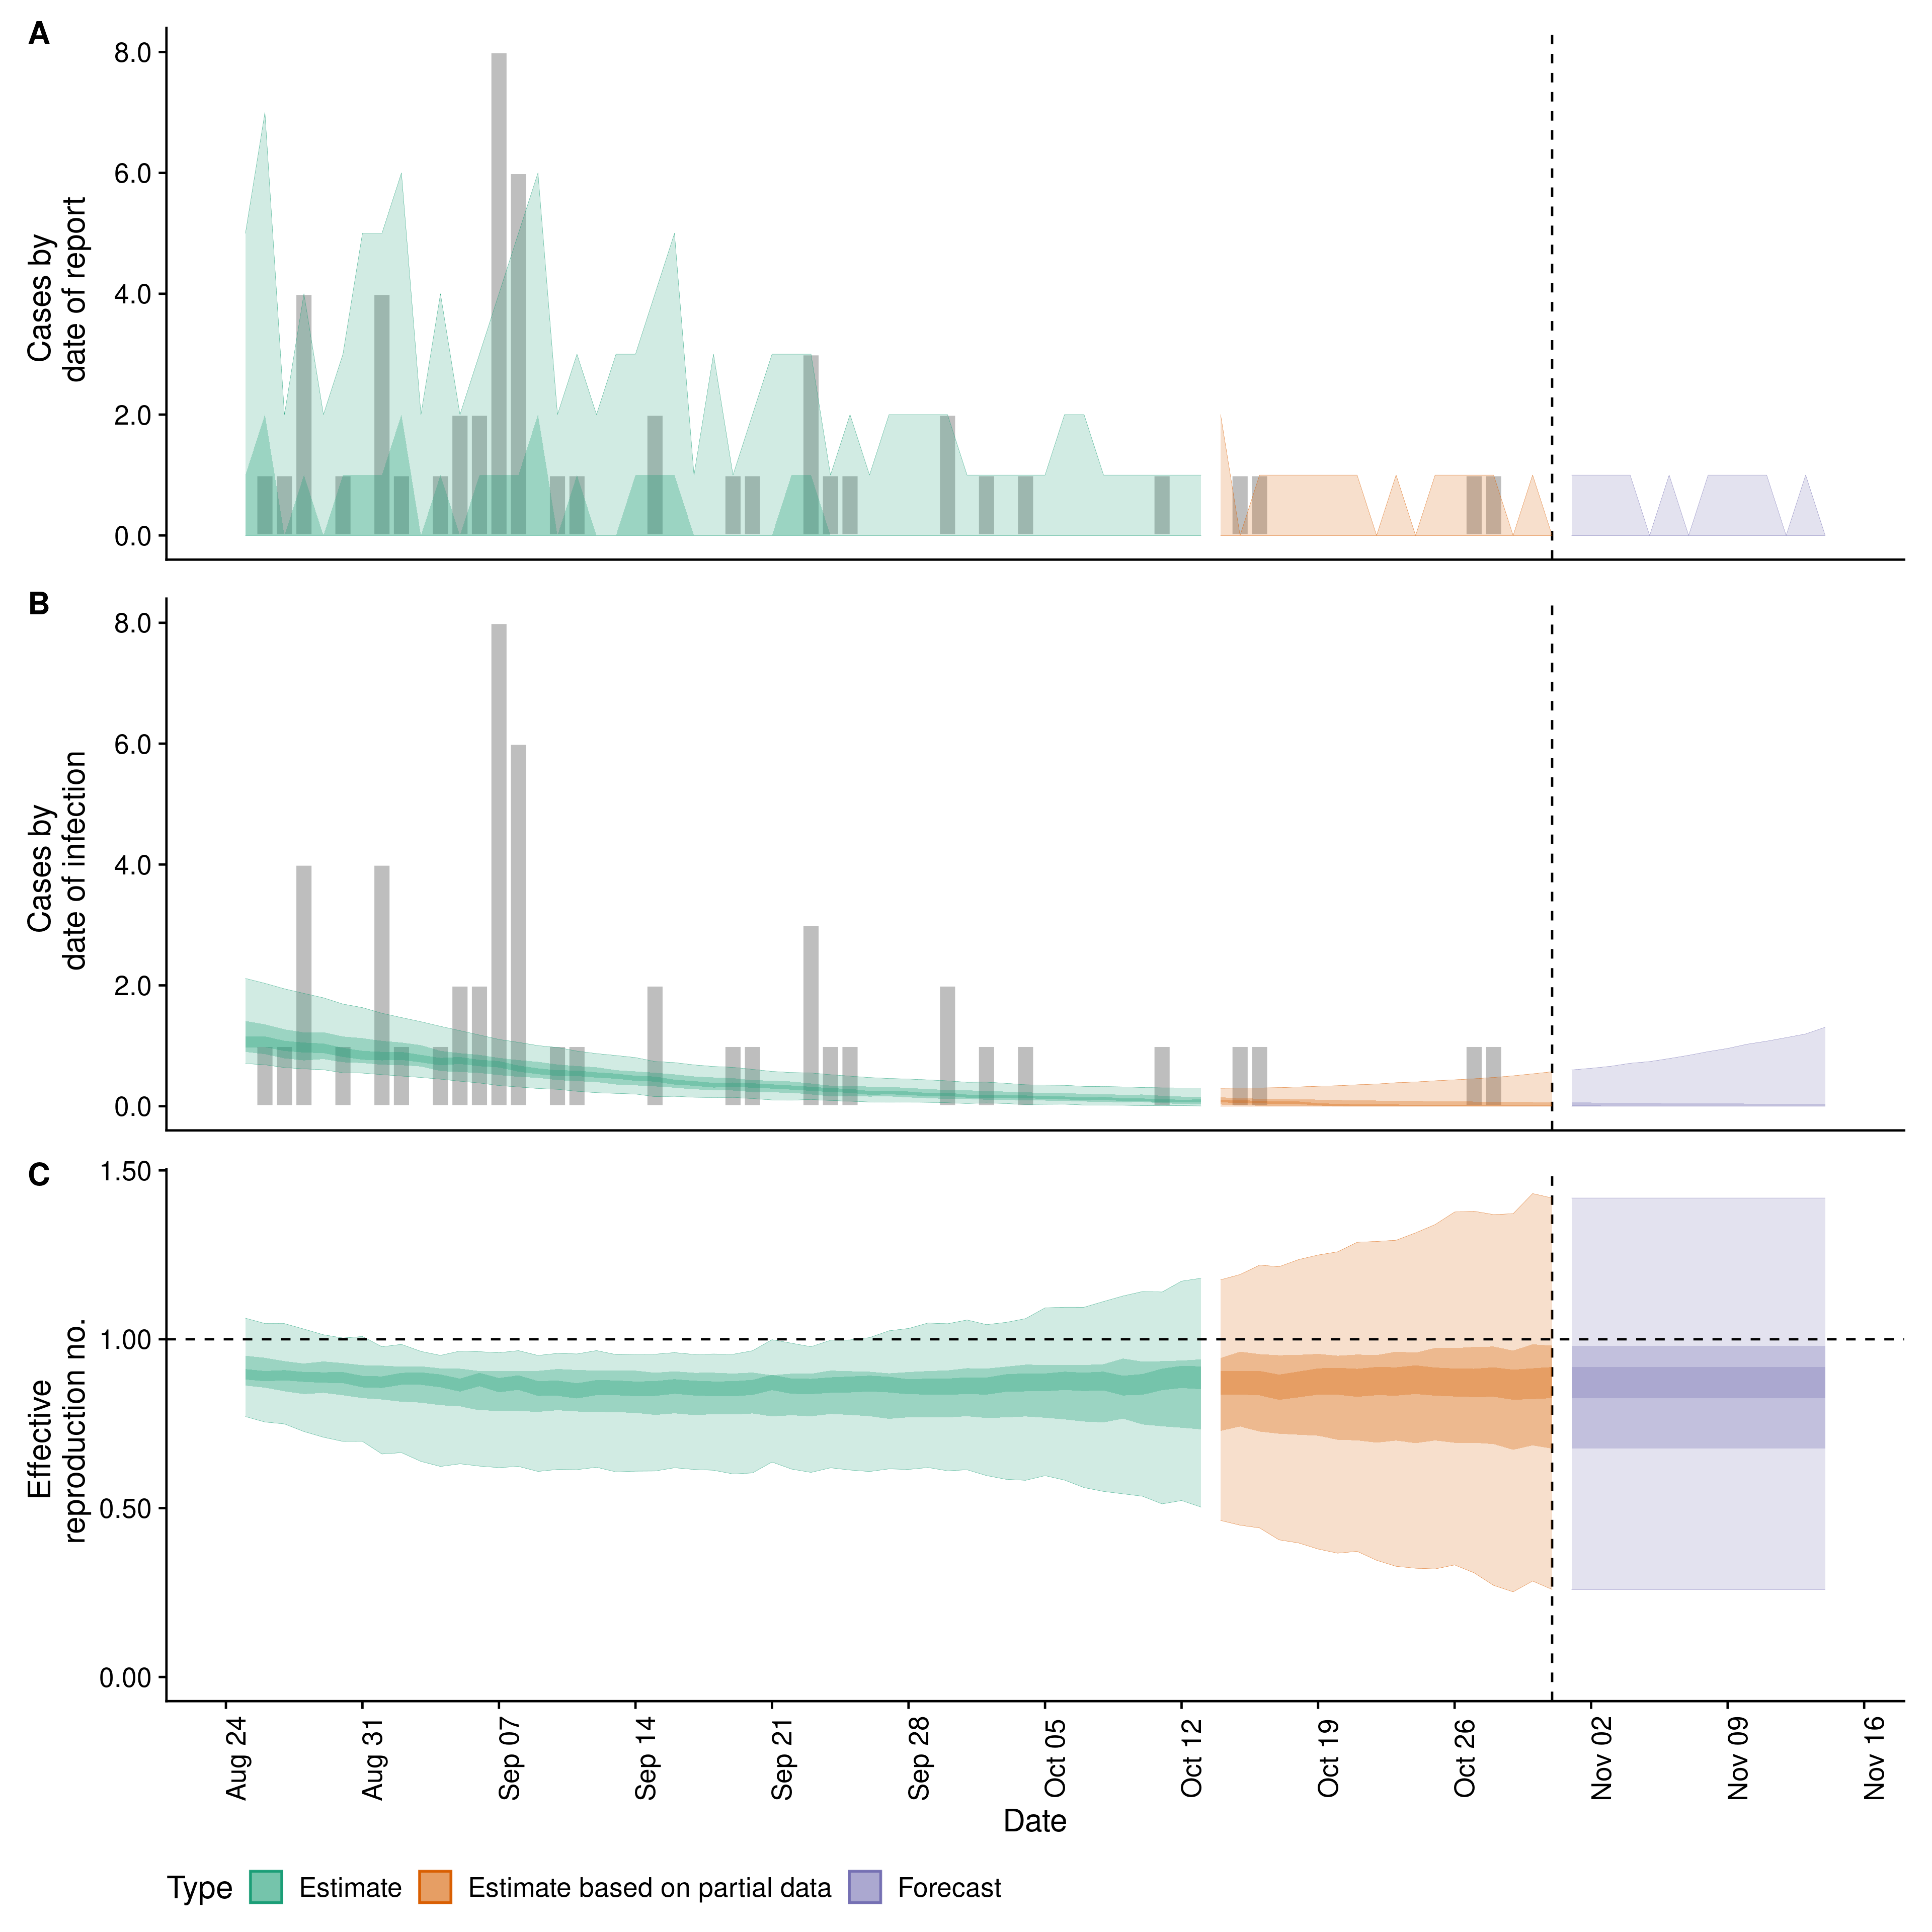 A
8.0
6.0
4.0
2.0
0.0
Cases by
date of report
B
8.0
6.0
4.0
2.0
0.0
Cases by
date of infection
C
1.50
1.00
0.50
0.00
Effective
reproduction no.
Aug 24
Aug 31
Sep 07
Sep 14
Sep 21
Sep 28
Oct 05
Oct 12
Oct 19
Oct 26
Nov 02
Nov 09
Nov 16
Date
Type Estimate Estimate based on partial data Forecast